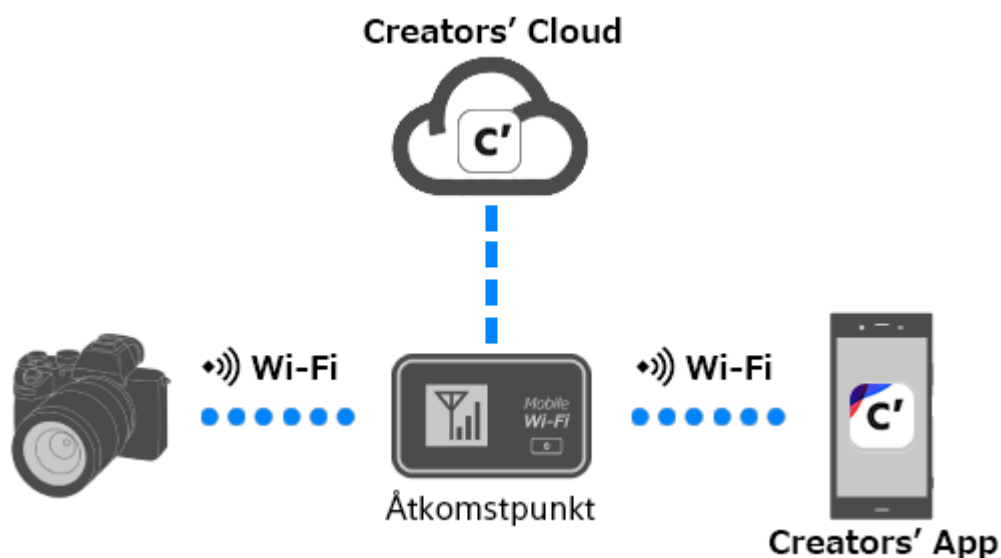 Creators’ Cloud
C’
Wi-Fi
Wi-Fi
Mobile
Wi-Fi
C’
Åtkomstpunkt
Creators’ App